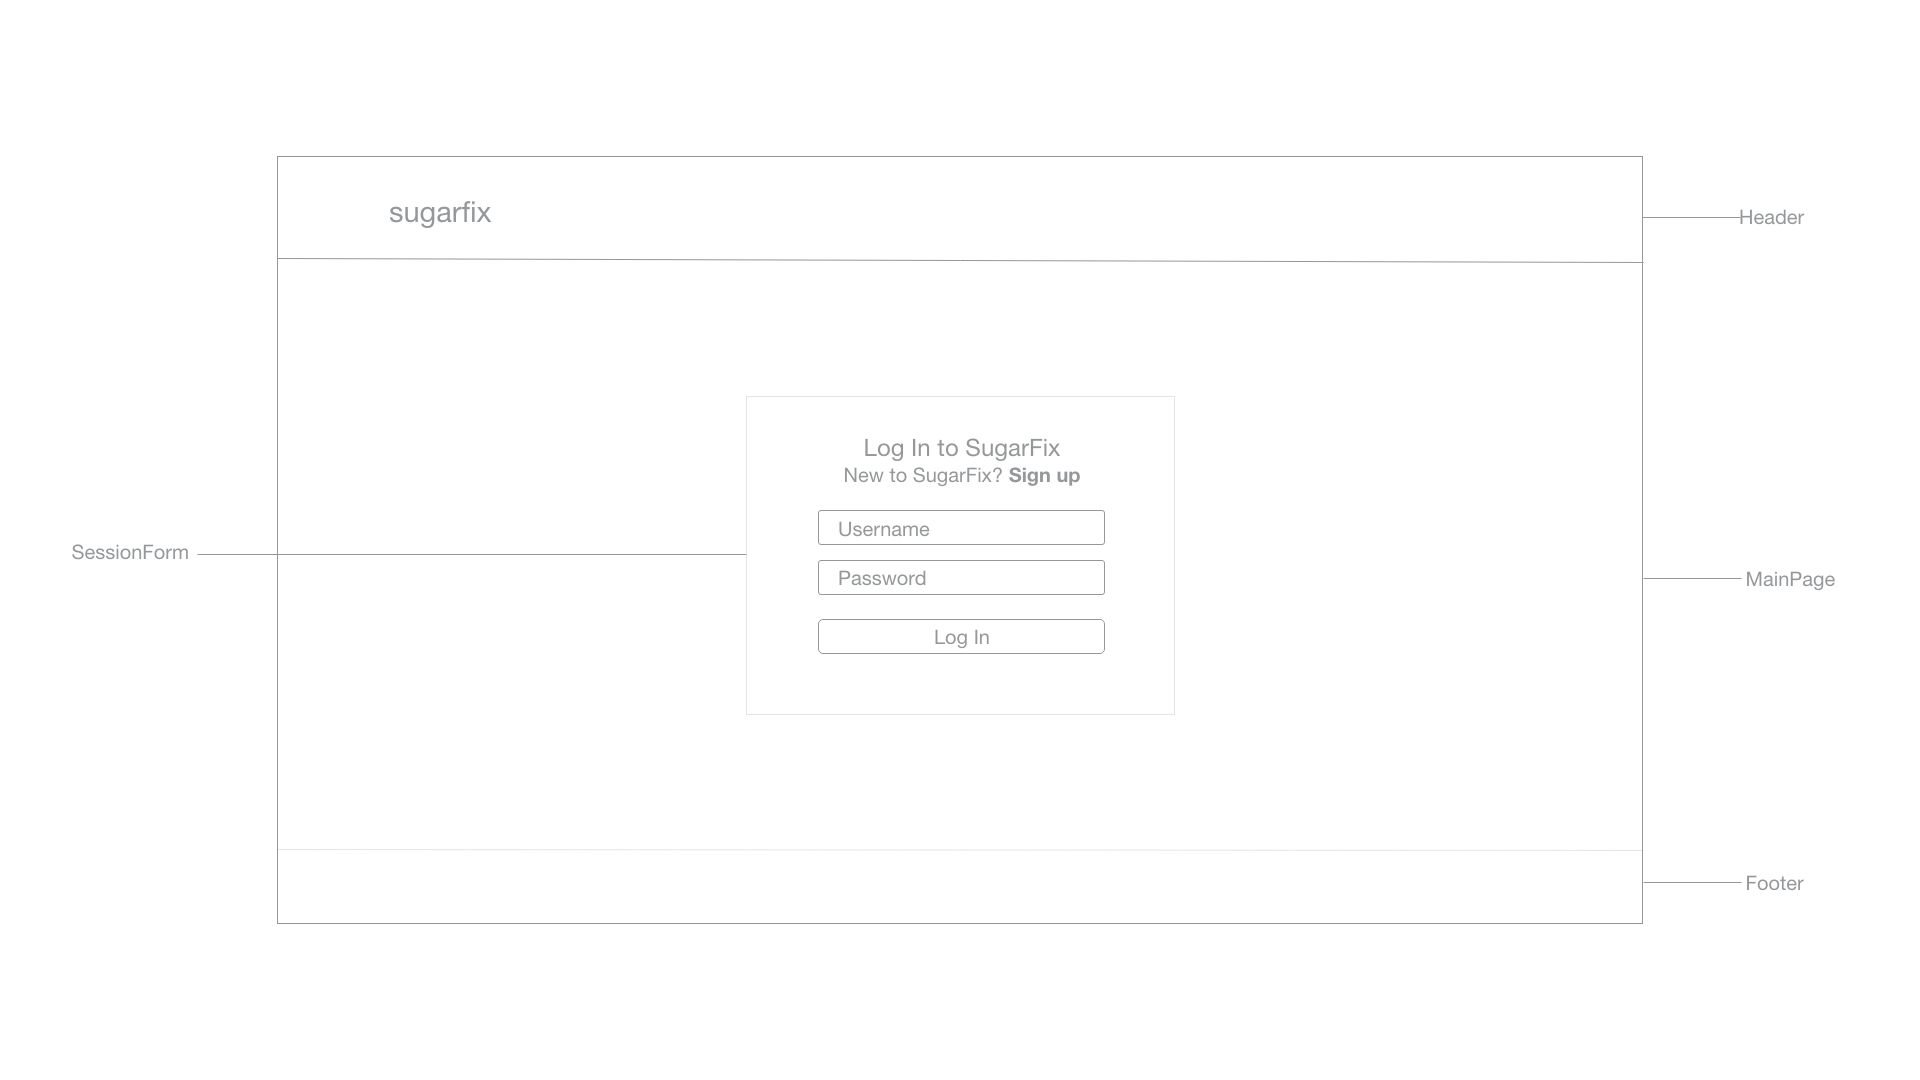 sugarfix
Header
Log In to SugarFix
New to SugarFix? Sign up
Username
SessionForm
Password
MainPage
Log In
Footer